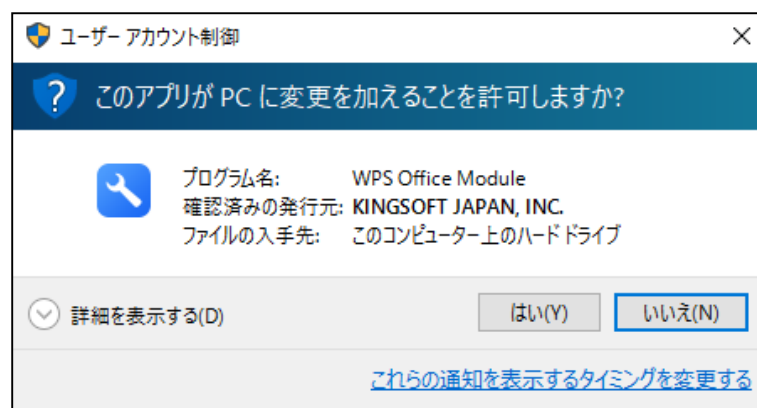 ユーザー アカウント制御
このアプリが PC に変更を加えることを許可しますか?
プログラム名: WPS Office Module
確認済みの発行元: KINGSOFT JAPAN, INC.
ファイルの入手先: このコンピューター上のハード ドライブ
詳細を表示する(D) はい(Y) いいえ(N)
これらの通知を表示するタイミングを変更する